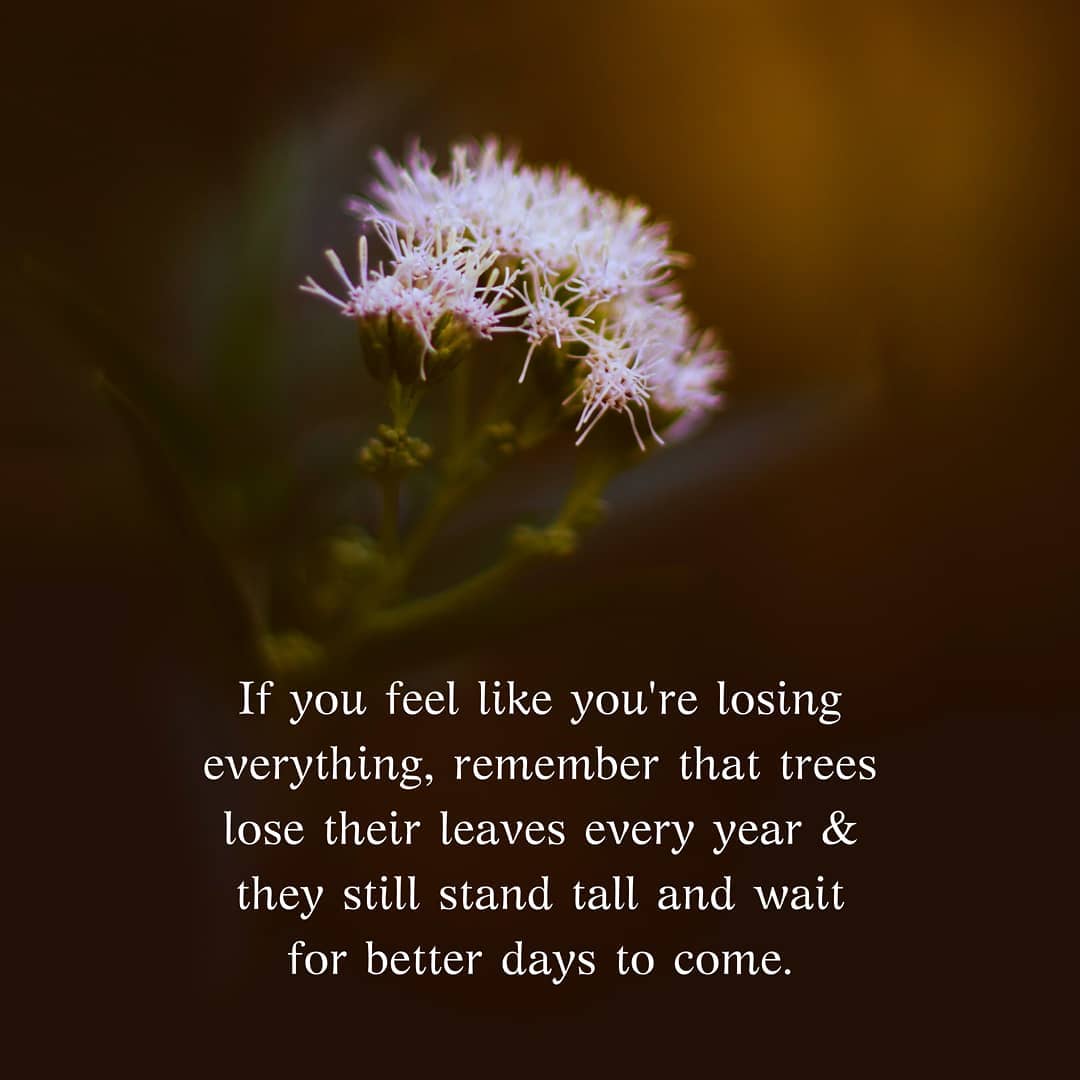 If you feel like you're losing
everything, remember that trees
lose their leaves every year &
they still stand tall and wait
for better days to come.